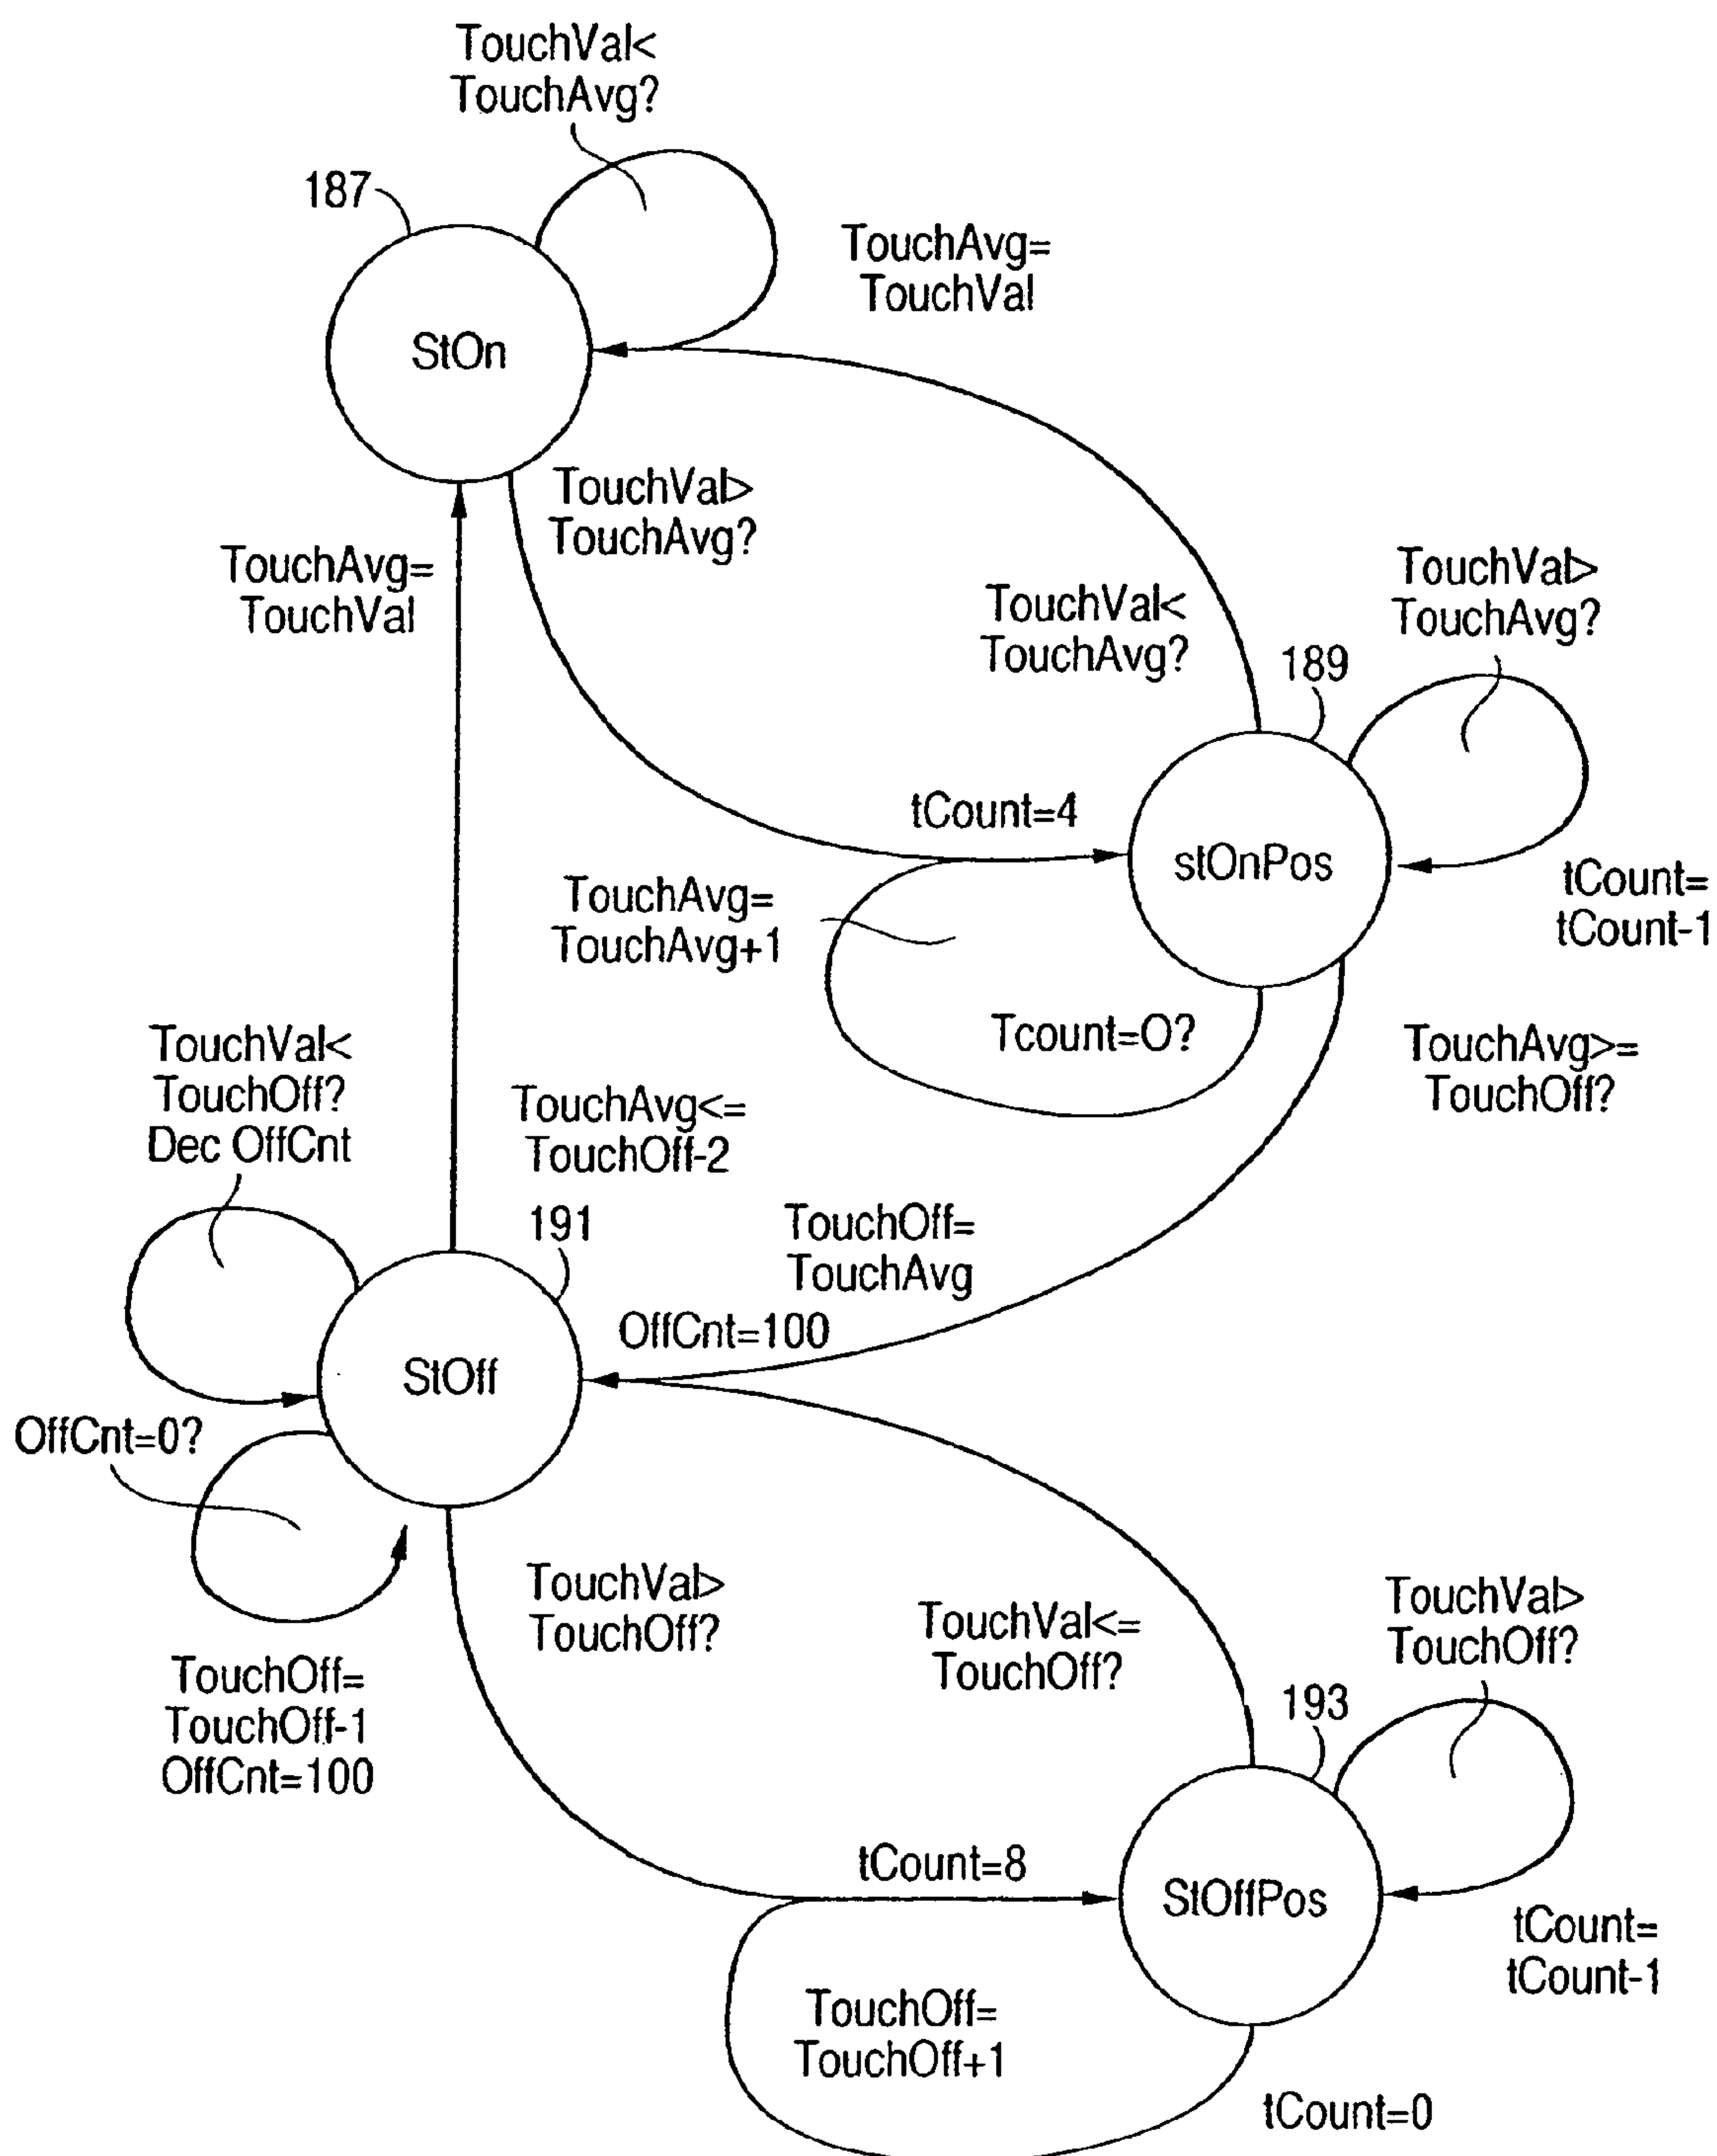 TouchVal<
TouchAvg?
187
TouchAvg=
TouchVal
StOn
TouchVal>
TouchAvg?
TouchAvg=
TouchVal
TouchVal>
TouchAvg?
TouchVal<
TouchAvg?
189
tCount=4
stOnPos
TouchAvg=
TouchAvg+1
tCount=
tCount-1
Tcount=O?
TouchAvg>=
TouchOff?
TouchVal<
TouchOff?
Dec OffCnt
TouchAvg<=
TouchOff-2
191
TouchOff=
TouchAvg
OffCnt=100
StOff
OffCnt=0?
TouchVal>
TouchOff?
TouchVal<=
TouchOff?
TouchVal>
TouchOff?
TouchOff=
TouchOff-1
OffCnt=100
193
tCount=8
StOffPos
tCount=
tCount-1
TouchOff=
TouchOff+1
tCount=0